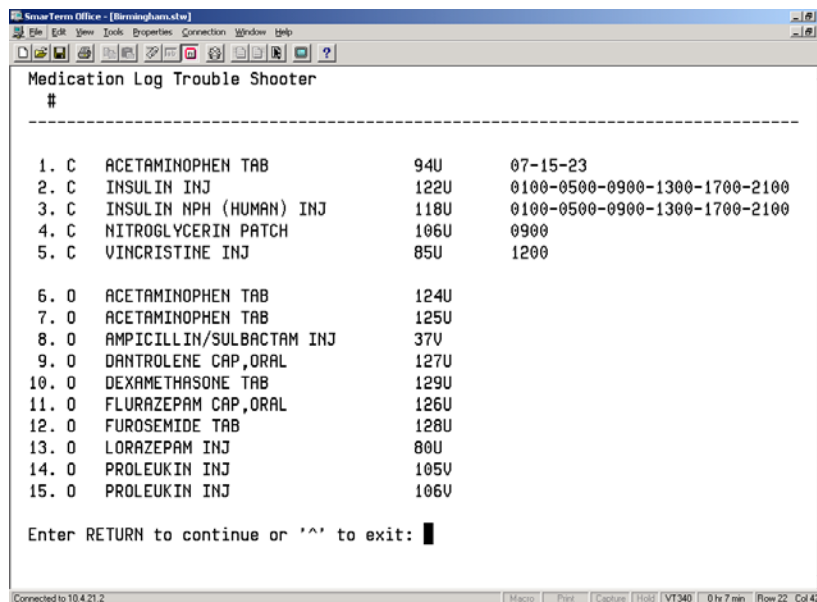 SmarTerm Office - [Birmingham.stw]
File Edit View Tools Properties Connection Window Help
Medication Log Trouble Shooter
#
--------------------------------------------------------------------------------
1. C ACETAMINOPHEN TAB 94U 07-15-23
2. C INSULIN INJ 122U 0100-0500-0900-1300-1700-2100
3. C INSULIN NPH (HUMAN) INJ 118U 0100-0500-0900-1300-1700-2100
4. C NITROGLYCERIN PATCH 106U 0900
5. C VINCRISTINE INJ 85U 1200
6. O ACETAMINOPHEN TAB 124U
7. O ACETAMINOPHEN TAB 125U
8. O AMPICILLIN/SULBACTAM INJ 37V
9. O DANTROLENE CAP,ORAL 127U
10. O DEXAMETHASONE TAB 129U
11. O FLURAZEPAM CAP,ORAL 126U
12. O FUROSEMIDE TAB 128U
13. O LORAZEPAM INJ 80U
14. O PROLEUKIN INJ 105V
15. O PROLEUKIN INJ 106V
Enter RETURN to continue or '^' to exit:
Connected to 10.4.21.2 Macro Print Capture Hold VT340 0 hr 7 min Row 22 Col 42